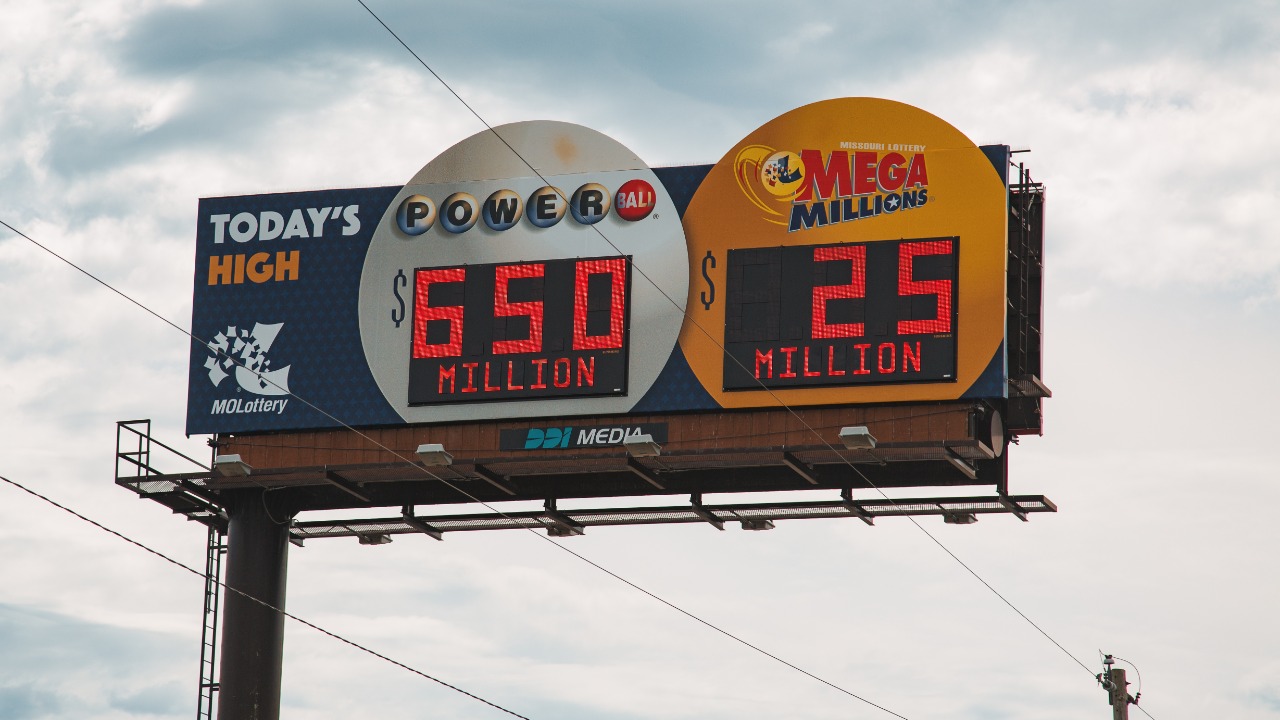 TODAY'S
HIGH
MOLottery
POWERBALL
$ 650
MILLION
MISSOURI LOTTERY
MEGA
MILLIONS
$ 25
MILLION
DDI MEDIA